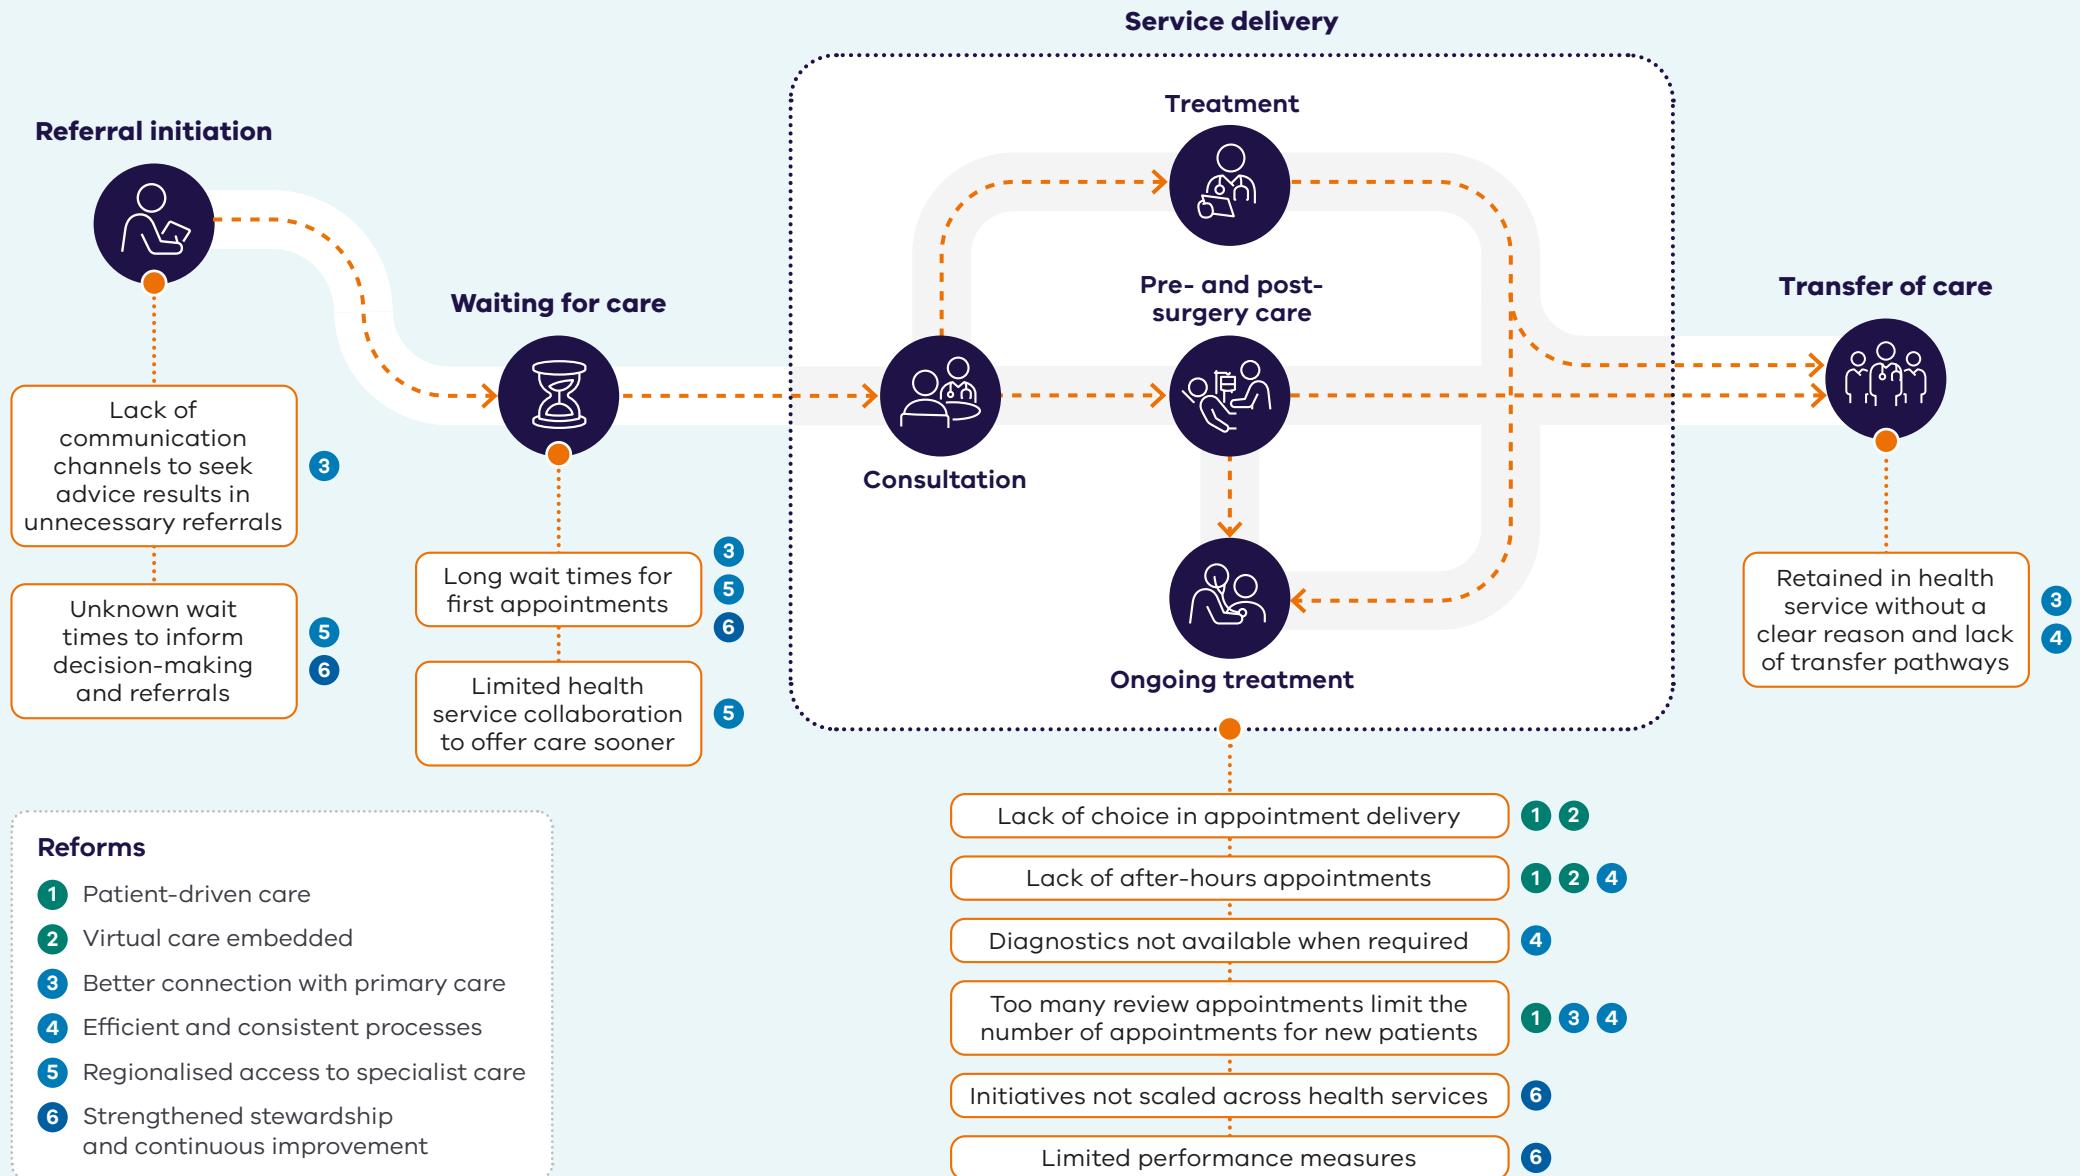 Service delivery
Referral initiation
Lack of
communication
channels to seek
advice results in
unnecessary referrals
3
Unknown wait
times to inform
decision-making
and referrals
5
6
Waiting for care
Long wait times for
first appointments
3
5
6
Limited health
service collaboration
to offer care sooner
5
Consultation
Treatment
Pre- and post-
surgery care
Ongoing treatment
Transfer of care
Retained in health
service without a
clear reason and lack
of transfer pathways
3
4
Lack of choice in appointment delivery
1 2
Lack of after-hours appointments
1 2 4
Diagnostics not available when required
4
Too many review appointments limit the
number of appointments for new patients
1 3 4
Initiatives not scaled across health services
6
Limited performance measures
6
Reforms
1 Patient-driven care
2 Virtual care embedded
3 Better connection with primary care
4 Efficient and consistent processes
5 Regionalised access to specialist care
6 Strengthened stewardship
and continuous improvement